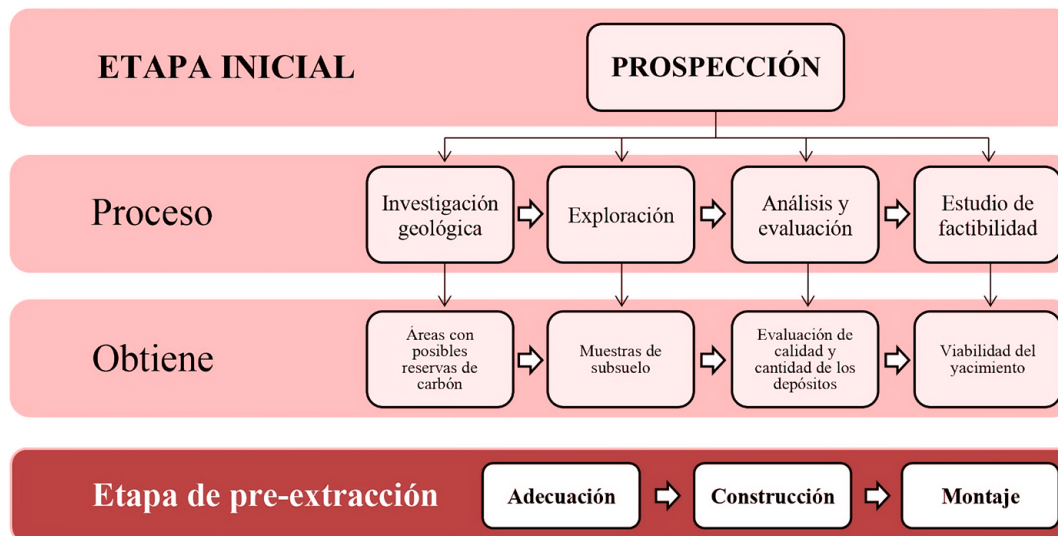 ETAPA INICIAL
PROSPECCIÓN
Proceso
Investigación
geológica
Exploración
Análisis y
evaluación
Estudio de
factibilidad
Obtiene
Áreas con
posibles
reservas de
carbón
Muestras de
subsuelo
Evaluación de
calidad y
cantidad de los
depósitos
Viabilidad del
yacimiento
Etapa de pre-extracción
Adecuación
Construcción
Montaje